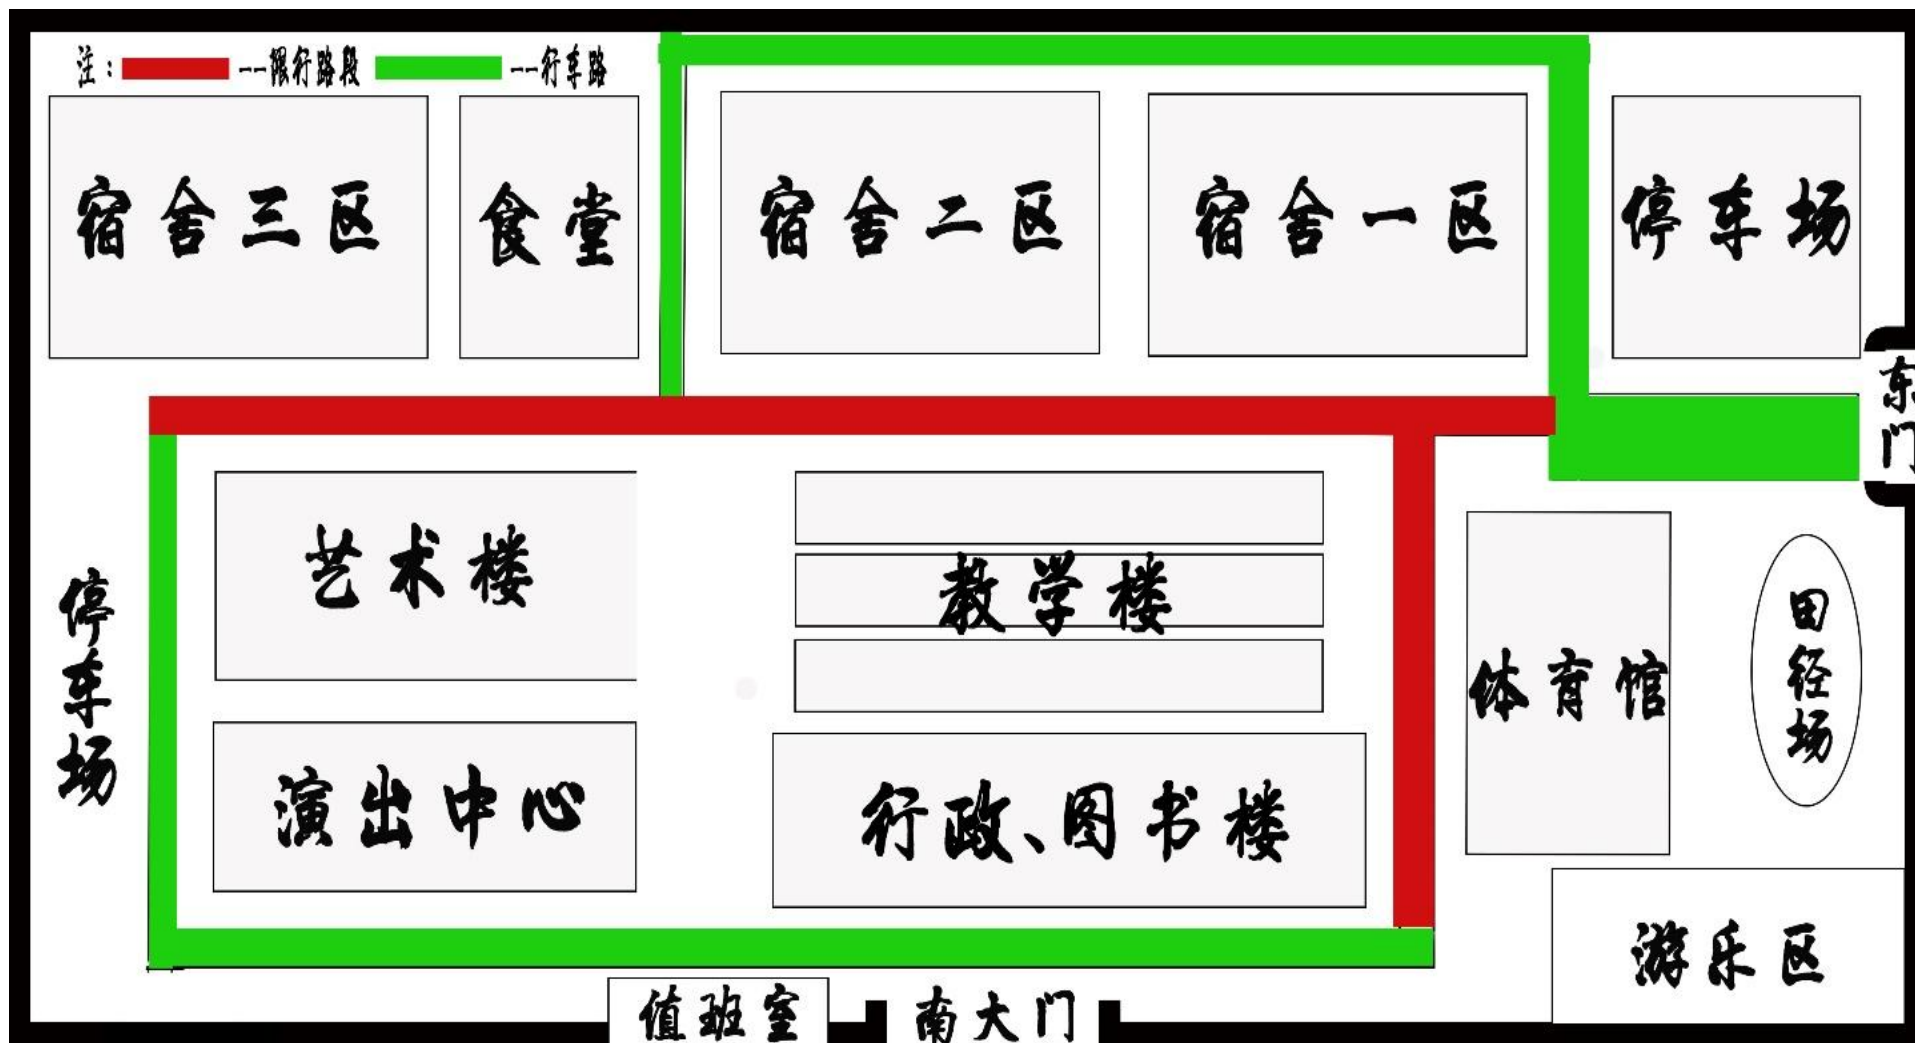 注：--限行路段 --行车路
宿舍三区
食堂
宿舍二区
宿舍一区
停车场
东门
艺术楼
教学楼
停车场
体育馆
田径场
演出中心
行政、图书楼
游乐区
值班室
南大门